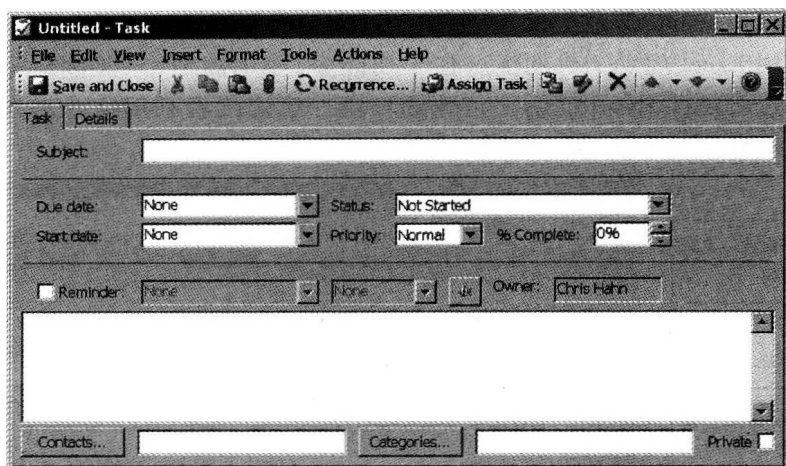 Untitled - Task
File Edit View Insert Format Tools Actions Help
Save and Close Recurrence... Assign Task
Task Details
Subject:
Due date: None Status: Not Started
Start date: None Priority: Normal % Complete: 0%
Reminder: None None Owner: Chris Hahn
Contacts... Categories... Private